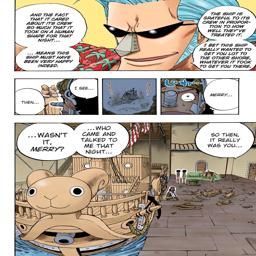 AND THE FACT
THAT IT CARED
ABOUT ITS CREW
SO MUCH THAT IT
TOOK ON A HUMAN
SHAPE FOR THAT
NIGHT...
...MEANS THIS
SHIP MUST HAVE
BEEN VERY HAPPY
INDEED.
THE SHIP IS
GRATEFUL TO ITS
CREW IN PROPOR-
TION TO HOW
WELL THEY'VE
TREATED IT.
I BET THIS SHIP
REALLY WANTED
TO GET YOU LOT TO
THE OTHER SHORE,
WHATEVER IT TOOK
TO GET YOU THERE.
THEN...
I SEE...
MERRY...
...WASN'T
IT,
MERRY?
...WHO
CAME AND
TALKED TO
ME THAT
NIGHT...
SO THEN,
IT REALLY
WAS YOU...